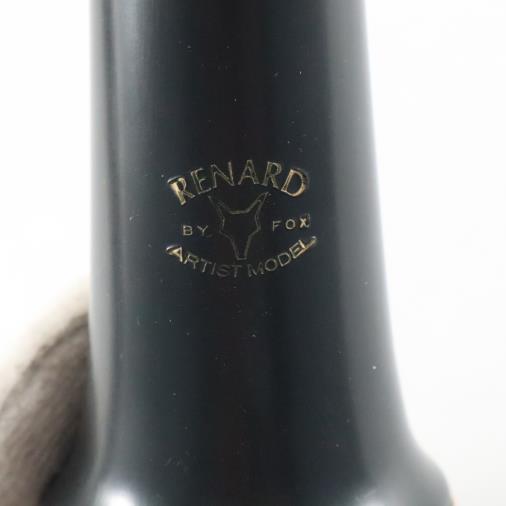 RENARD
BY FOX
ARTIST MODEL